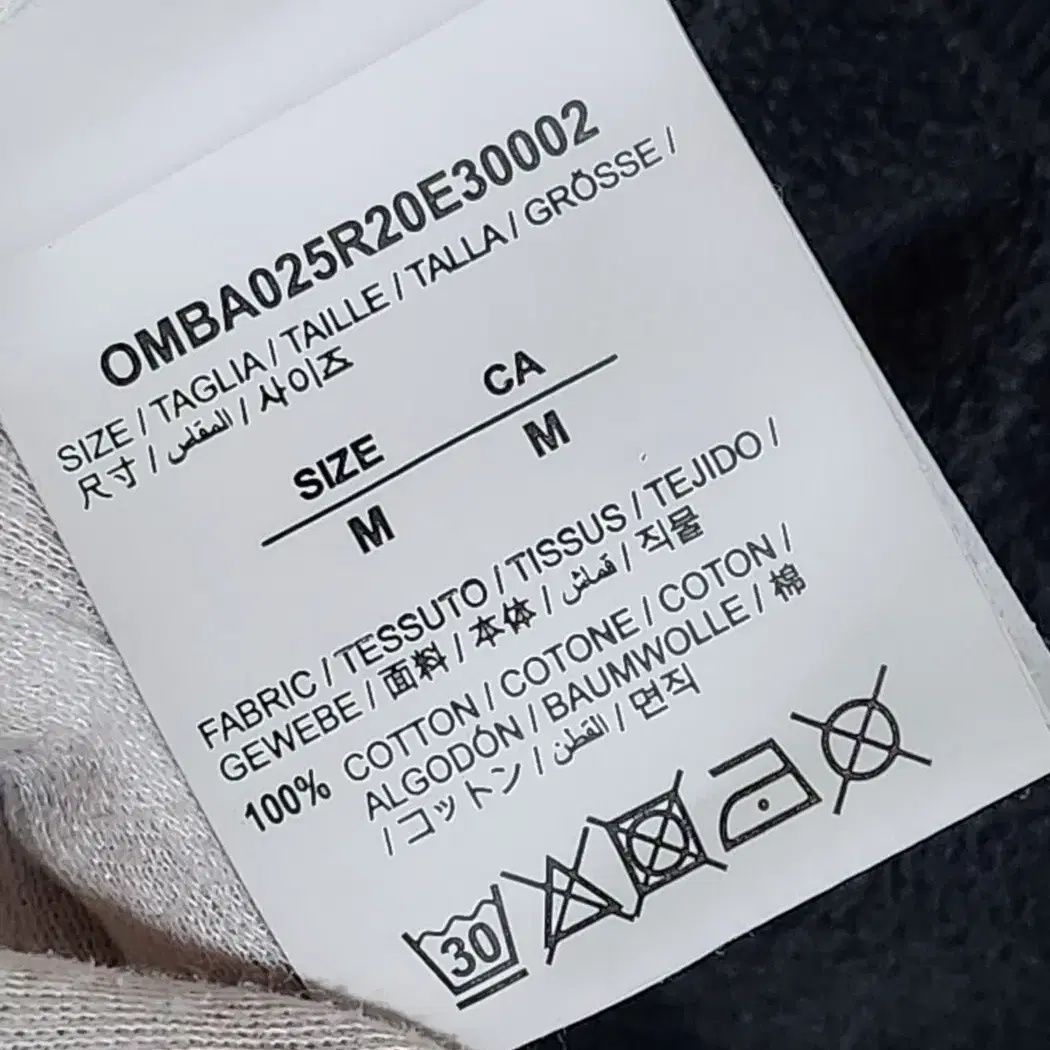 OMBA025R20E30002
SIZE / TAGLIA / TAILLE / TALLA / GRÖSSE /
尺寸 / المقاس / 사이즈
SIZE CA
M M
FABRIC / TESSUTO / TISSUS / TEJIDO /
GEWEBE / 面料 / 本体 / قماش / 직물
100% COTTON / COTONE / COTON /
ALGODÓN / BAUMWOLLE / 棉
/ コットン / القطن / 면직
30